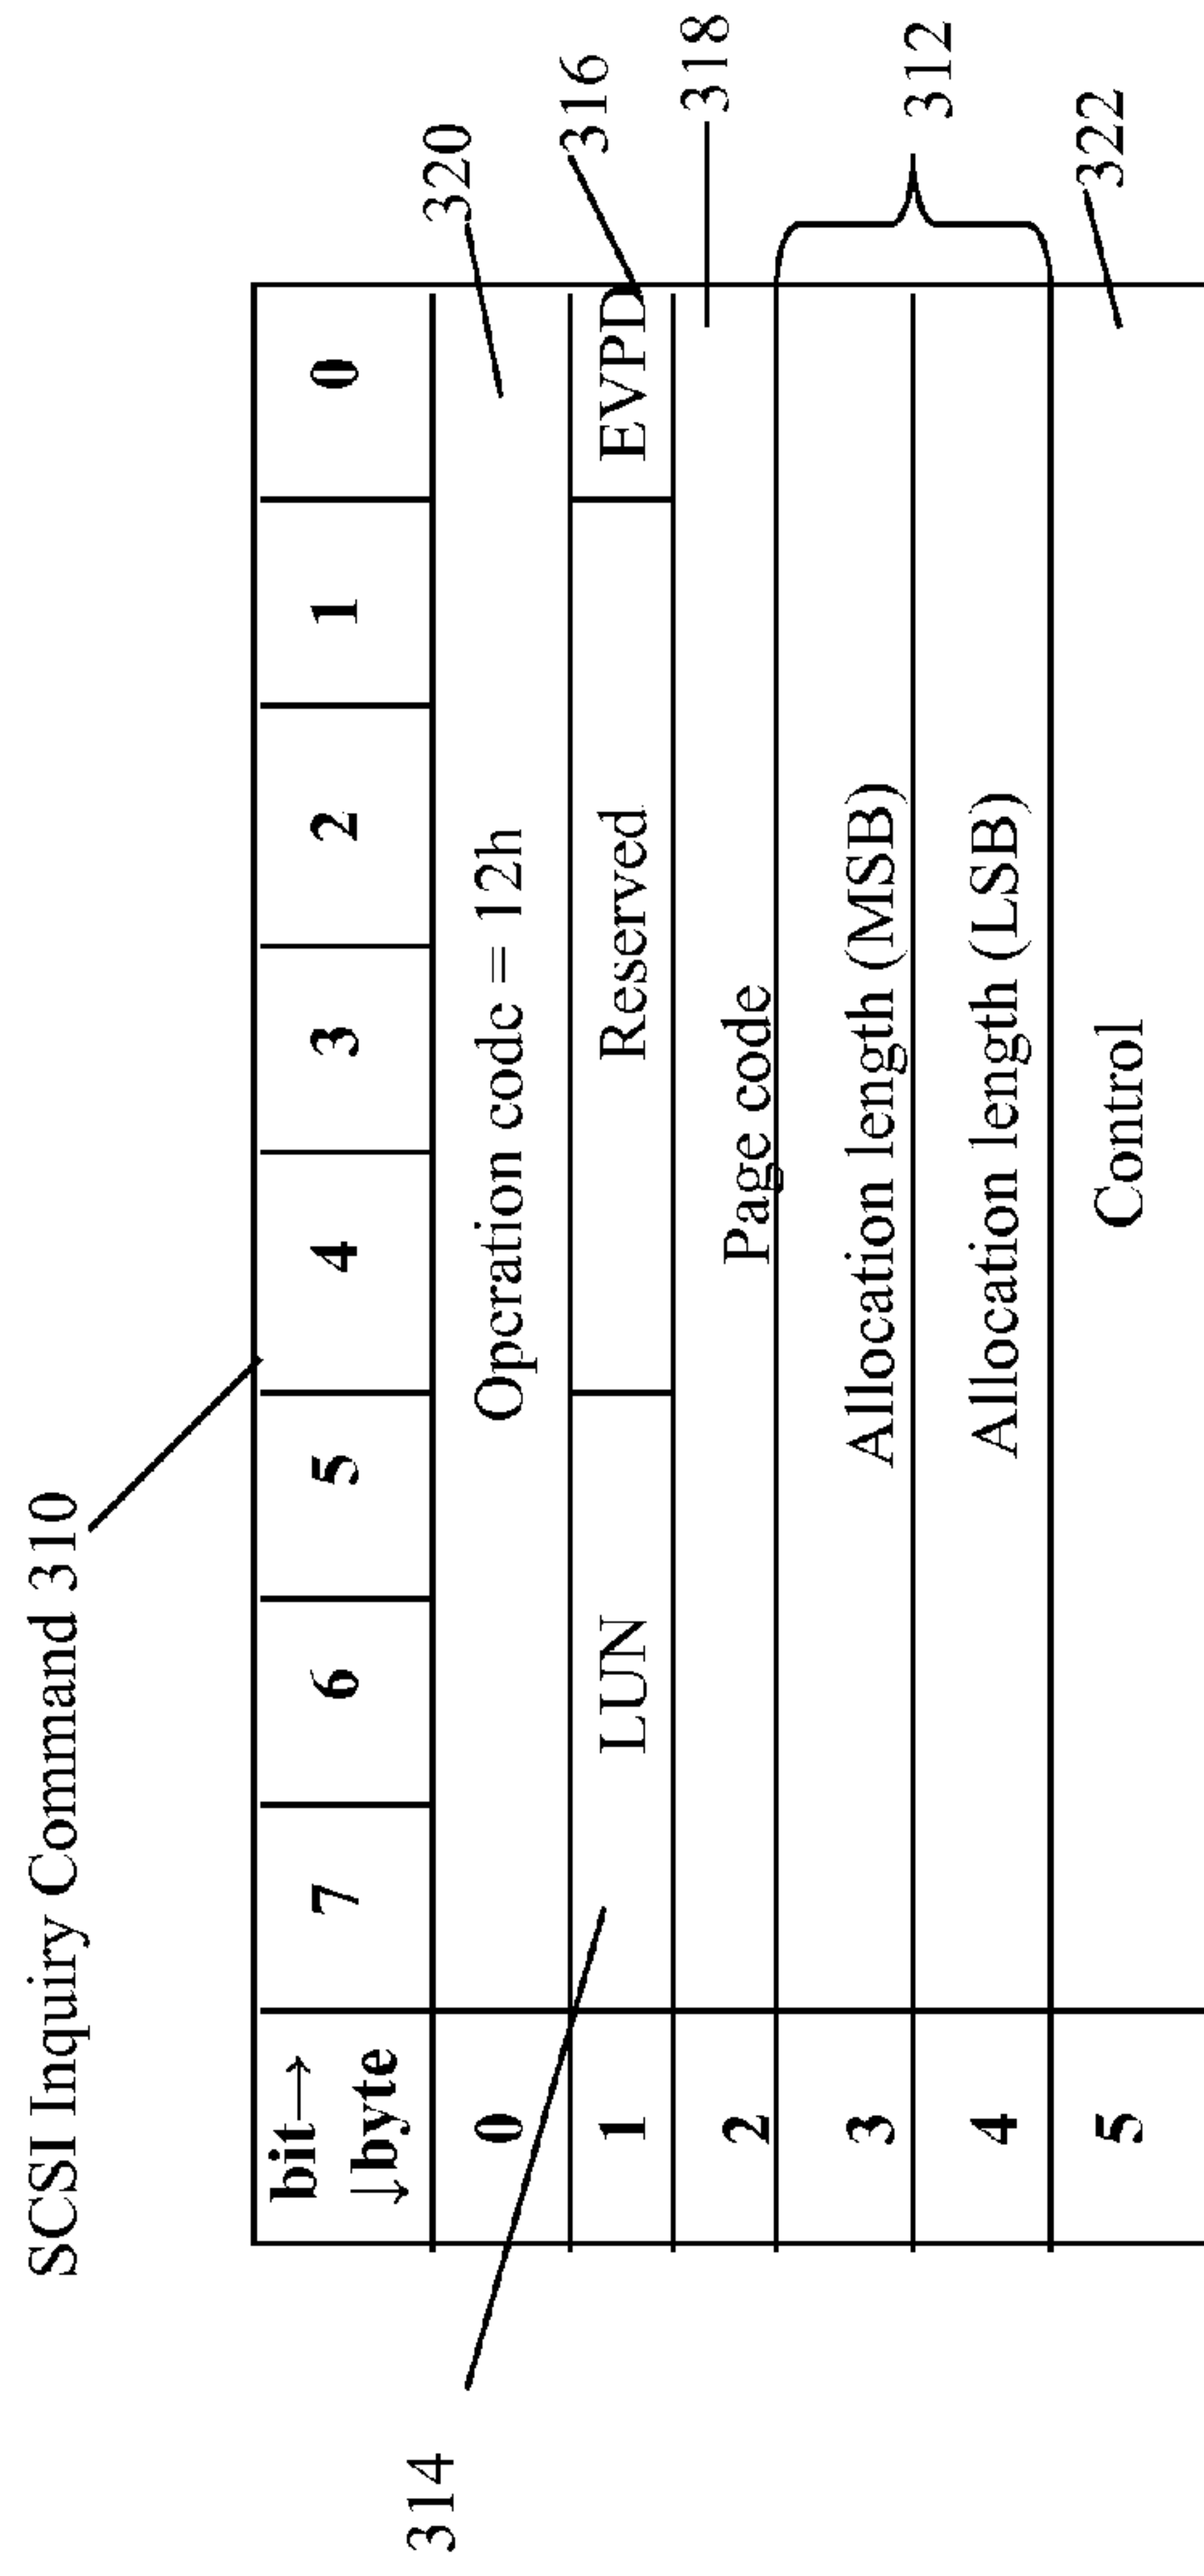 SCSI Inquiry Command 310
bit→ 7 6 5 4 3 2 1 0
↓byte
0 Operation code = 12h 320
314
1 LUN Reserved EVPD 316
2 Page code 318
3 Allocation length (MSB)
312
4 Allocation length (LSB)
5 Control 322